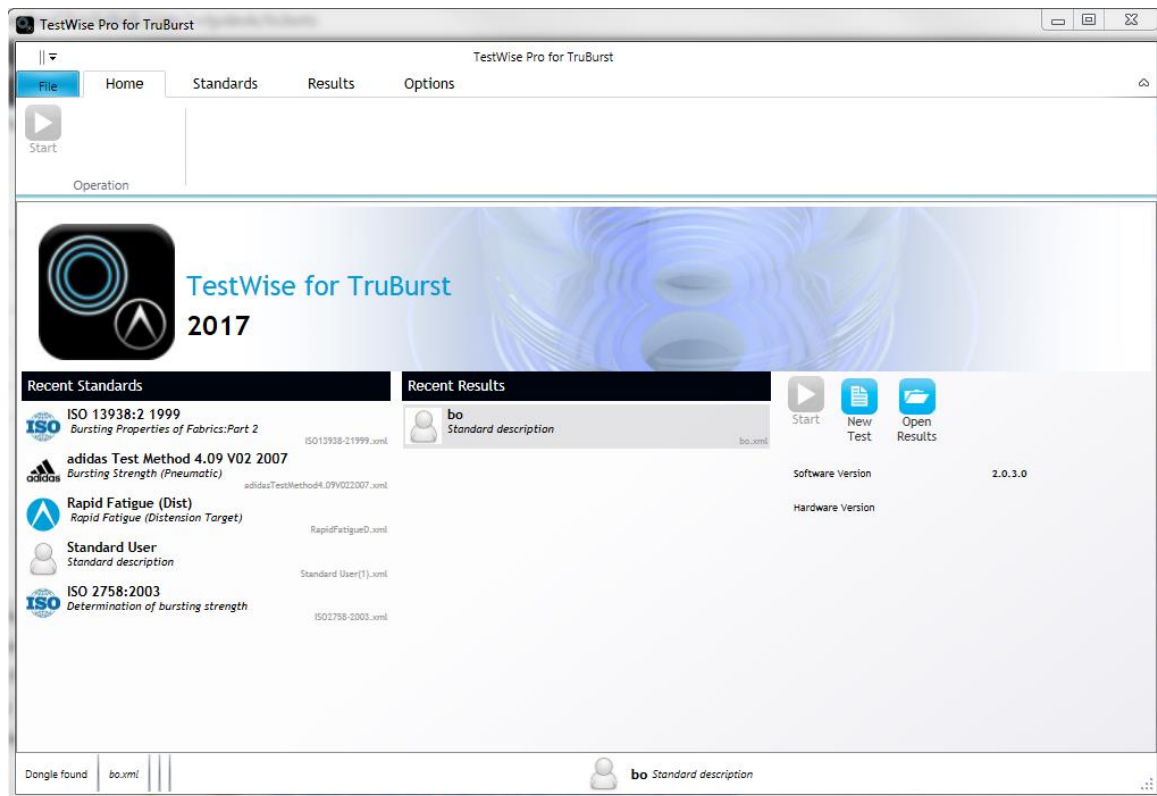 TestWise Pro for TruBurst
TestWise Pro for TruBurst
File Home Standards Results Options
Start
Operation
TestWise for TruBurst
2017
Recent Standards
ISO ISO 13938:2 1999
Bursting Properties of Fabrics:Part 2
ISO13938-21999.xml
adidas adidas Test Method 4.09 V02 2007
Bursting Strength (Pneumatic)
adidasTestMethod4.09V022007.xml
Rapid Fatigue (Dist)
Rapid Fatigue (Distension Target)
RapidFatigueD.xml
Standard User
Standard description
Standard User(1).xml
ISO ISO 2758:2003
Determination of bursting strength
ISO2758-2003.xml
Recent Results
bo
Standard description
bo.xml
Start New Test Open Results
Software Version 2.0.3.0
Hardware Version
Dongle found bo.xml bo Standard description